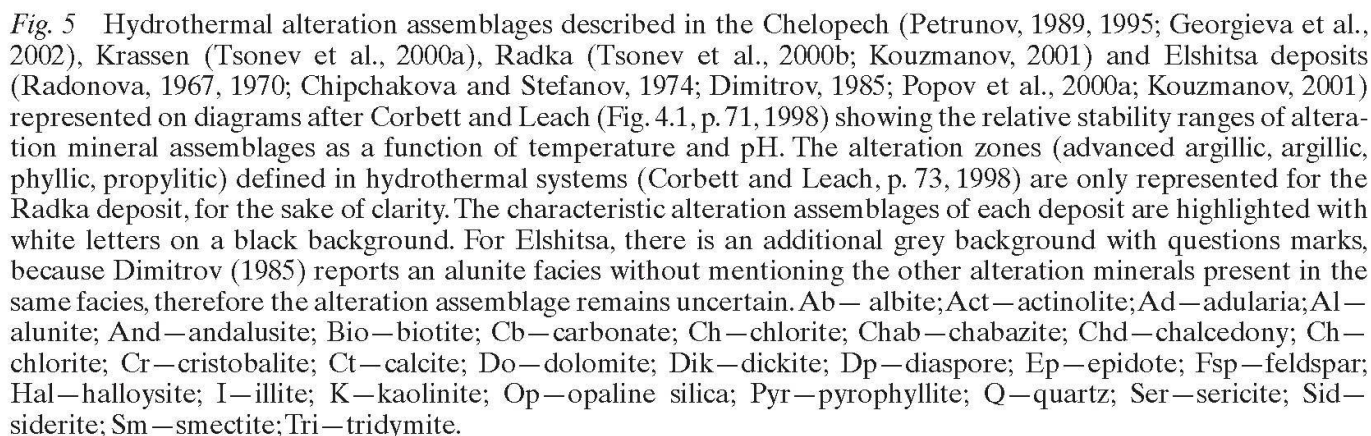 Fig. 5 Hydrothermal alteration assemblages described in the Chelopech (Petrunov, 1989, 1995; Georgieva et al.,
2002), Krassen (Tsonev et al., 2000a), Radka (Tsonev et al., 2000b; Kouzmanov, 2001) and Elshitsa deposits
(Radonova, 1967, 1970; Chipchakova and Stefanov, 1974; Dimitrov, 1985; Popov et al., 2000a; Kouzmanov, 2001)
represented on diagrams after Corbett and Leach (Fig. 4.1, p. 71, 1998) showing the relative stability ranges of altera-
tion mineral assemblages as a function of temperature and pH. The alteration zones (advanced argillic, argillic,
phyllic, propylitic) defined in hydrothermal systems (Corbett and Leach, p. 73, 1998) are only represented for the
Radka deposit, for the sake of clarity. The characteristic alteration assemblages of each deposit are highlighted with
white letters on a black background. For Elshitsa, there is an additional grey background with questions marks,
because Dimitrov (1985) reports an alunite facies without mentioning the other alteration minerals present in the
same facies, therefore the alteration assemblage remains uncertain. Ab— albite; Act—actinolite; Ad—adularia; Al—
alunite; And—andalusite; Bio—biotite; Cb—carbonate; Ch—chlorite; Chab—chabazite; Chd—chalcedony; Ch—
chlorite; Cr—cristobalite; Ct—calcite; Do—dolomite; Dik—dickite; Dp—diaspore; Ep—epidote; Fsp—feldspar;
Hal—halloysite; I—illite; K—kaolinite; Op—opaline silica; Pyr—pyrophyllite; Q—quartz; Ser—sericite; Sid—
siderite; Sm—smectite; Tri—tridymite.